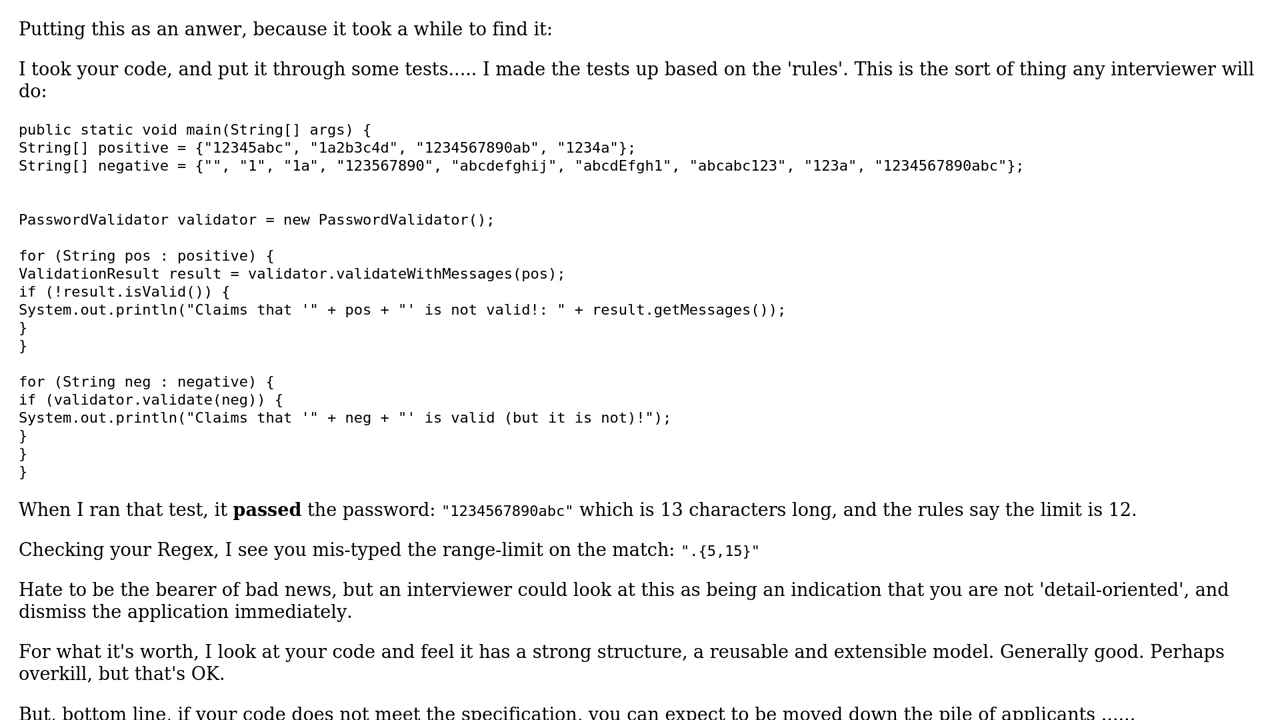 Putting this as an anwer, because it took a while to find it:
I took your code, and put it through some tests..... I made the tests up based on the 'rules'. This is the sort of thing any interviewer will
do:
public static void main(String[] args) {
String[] positive = {"12345abc", "1a2b3c4d", "1234567890ab", "1234a"};
String[] negative = {"", "1", "1a", "123567890", "abcdefghij", "abcdEfgh1", "abcabc123", "123a", "1234567890abc"};
PasswordValidator validator = new PasswordValidator();
for (String pos : positive) {
ValidationResult result = validator.validateWithMessages(pos);
if (!result.isValid()) {
System.out.println("Claims that '" + pos + "' is not valid!: " + result.getMessages());
}
}
for (String neg : negative) {
if (validator.validate(neg)) {
System.out.println("Claims that '" + neg + "' is valid (but it is not)!");
}
}
}
When I ran that test, it passed the password: "1234567890abc" which is 13 characters long, and the rules say the limit is 12.
Checking your Regex, I see you mis-typed the range-limit on the match: ".{5,15}"
Hate to be the bearer of bad news, but an interviewer could look at this as being an indication that you are not 'detail-oriented', and
dismiss the application immediately.
For what it's worth, I look at your code and feel it has a strong structure, a reusable and extensible model. Generally good. Perhaps
overkill, but that's OK.
But, bottom line, if your code does not meet the specification, you can expect to be moved down the pile of applicants ......